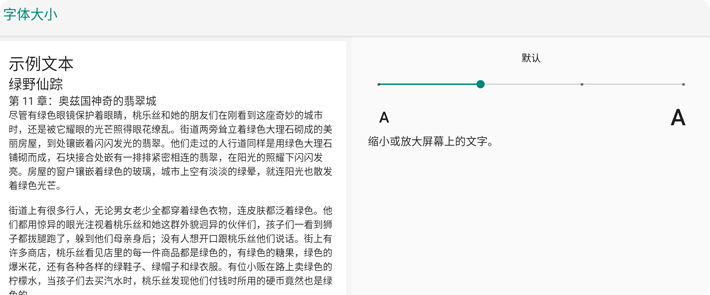 字体大小
示例文本
绿野仙踪
第 11 章：奥兹国神奇的翡翠城
尽管有绿色眼镜保护着眼睛，桃乐丝和她的朋友们在刚看到这座奇妙的城市
时，还是被它耀眼的光芒照得眼花缭乱。街道两旁耸立着绿色大理石砌成的美
丽房屋，到处镶嵌着闪闪发光的翡翠。他们走过的人行道同样是用绿色大理石
铺砌而成，石块接合处嵌有一排排紧密相连的翡翠，在阳光的照耀下闪闪发
亮。房屋的窗户镶嵌着绿色的玻璃，城市上空有淡淡的绿晕，就连阳光也散发
着绿色光芒。
街道上有很多行人，无论男女老少全都穿着绿色衣物，连皮肤都泛着绿色。他
们都用惊异的眼光注视着桃乐丝和她这群外貌迥异的伙伴们，孩子们一看到狮
子都拔腿跑了，躲到他们母亲身后；没有人想开口跟桃乐丝他们说话。街上有
许多商店，桃乐丝看见店里的每一件商品都是绿色的，有绿色的糖果，绿色的
爆米花，还有各种各样的绿鞋子、绿帽子和绿衣服。有位小贩在路上卖绿色的
柠檬水，当孩子们去买汽水时，桃乐丝发现他们付钱时所用的硬币竟然也是绿
色的。
默认
A
A
缩小或放大屏幕上的文字。